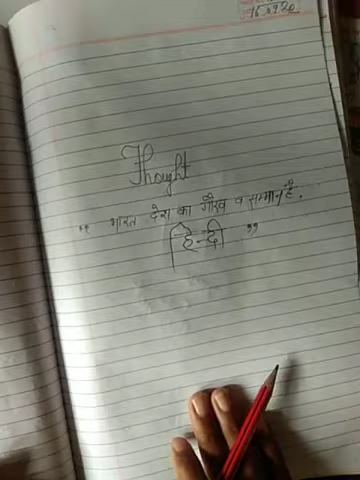 Thought
" भारत देश का गौरव व सम्मान है,
हिन्दी "